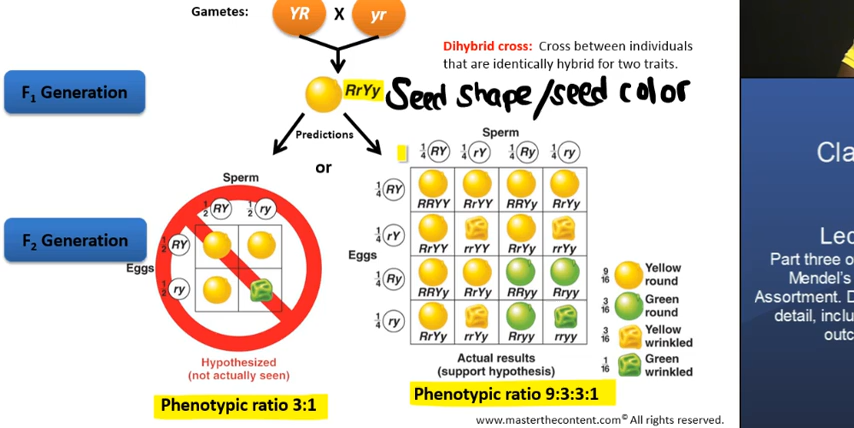 Gametes: YR X yr
Dihybrid cross: Cross between individuals
that are identically hybrid for two traits.
F1 Generation
RrYy Seed shape/seed color
Predictions
or
Sperm
1/2 RY 1/2 ry
F2 Generation
Eggs
1/2 RY
1/2 ry
Hypothesized
(not actually seen)
Phenotypic ratio 3:1
Sperm
1/4 RY 1/4 rY 1/4 Ry 1/4 ry
Eggs
1/4 RY
RRYY RrYY RRYy RrYy
1/4 rY
RrYY rrYY RrYy rrYy
1/4 Ry
RRYy RrYy RRyy Rryy
1/4 ry
RrYy rrYy Rryy rryy
9/16 Yellow
round
3/16 Green
round
3/16 Yellow
wrinkled
1/16 Green
wrinkled
Actual results
(support hypothesis)
Phenotypic ratio 9:3:3:1
www.masterthecontent.com© All rights reserved.
Cla
Lec
Part three o
Mendel's
Assortment. D
detail, inclu
outc